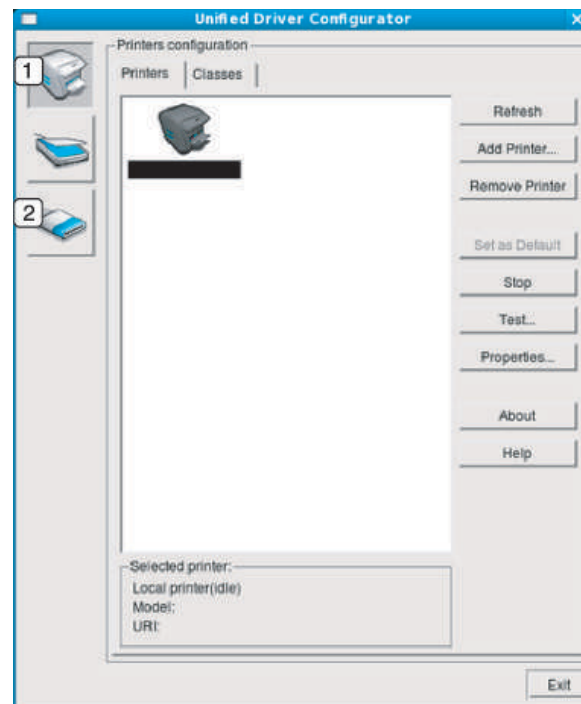 Unified Driver Configurator
1
2
Printers configuration
Printers
Classes
Refresh
Add Printer...
Remove Printer
Set as Default
Stop
Test...
Properties...
About
Help
Selected printer:
Local printer(idle)
Model:
URI:
Exit